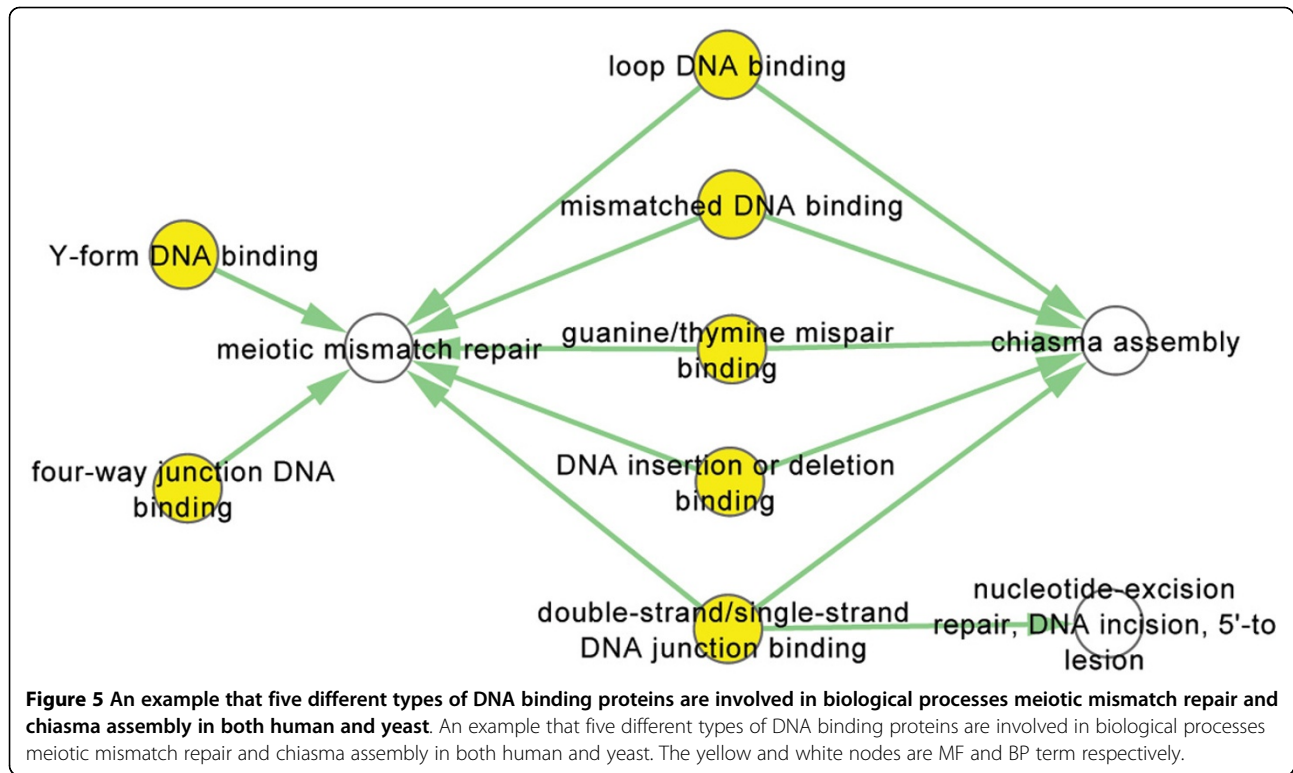 loop DNA binding
mismatched DNA binding
Y-form DNA binding
meiotic mismatch repair
guanine/thymine mispair
binding
chiasma assembly
four-way junction DNA
binding
DNA insertion or deletion
binding
double-strand/single-strand
DNA junction binding
nucleotide-excision
repair, DNA incision, 5'-to
lesion
Figure 5 An example that five different types of DNA binding proteins are involved in biological processes meiotic mismatch repair and
chiasma assembly in both human and yeast. An example that five different types of DNA binding proteins are involved in biological processes
meiotic mismatch repair and chiasma assembly in both human and yeast. The yellow and white nodes are MF and BP term respectively.